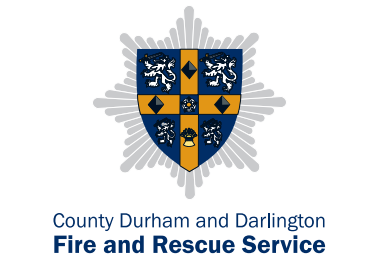 County Durham and Darlington
Fire and Rescue Service